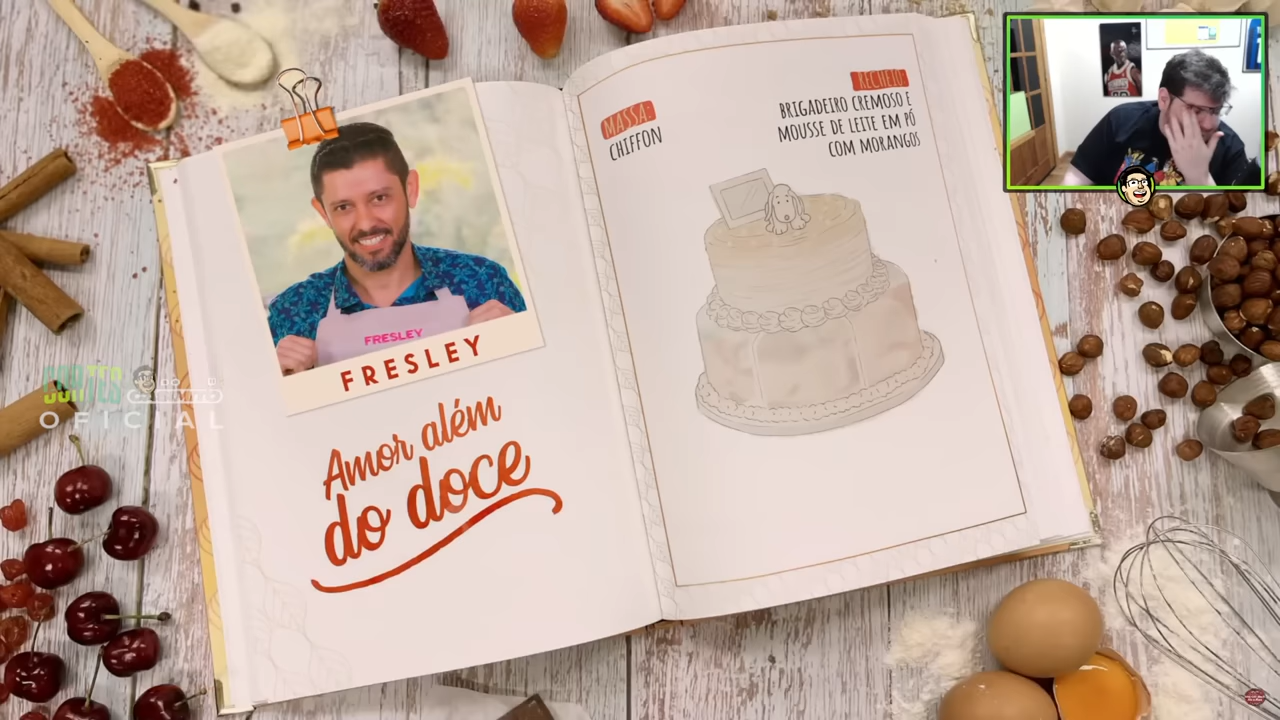 FRESLEY
FRESLEY
Amor além
do doce
MASSA:
CHIFFON
RECHEIO:
BRIGADEIRO CREMOSO E
MOUSSE DE LEITE EM PÓ
COM MORANGOS
CORTES
OFICIAL